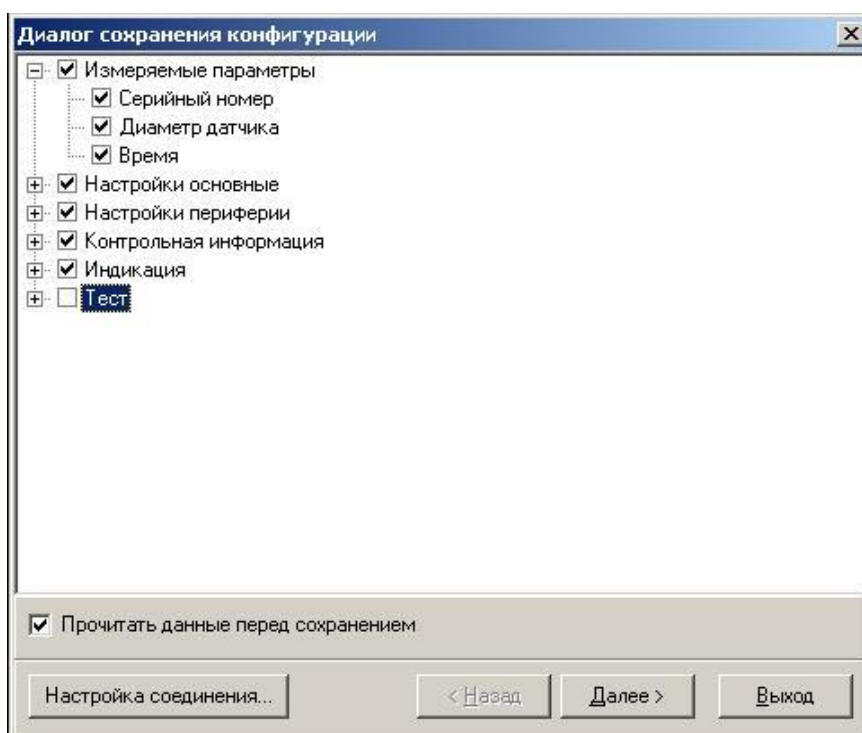 Диалог сохранения конфигурации
Измеряемые параметры
Серийный номер
Диаметр датчика
Время
Настройки основные
Настройки периферии
Контрольная информация
Индикация
Тест
Прочитать данные перед сохранением
Настройка соединения... < Назад Далее > Выход